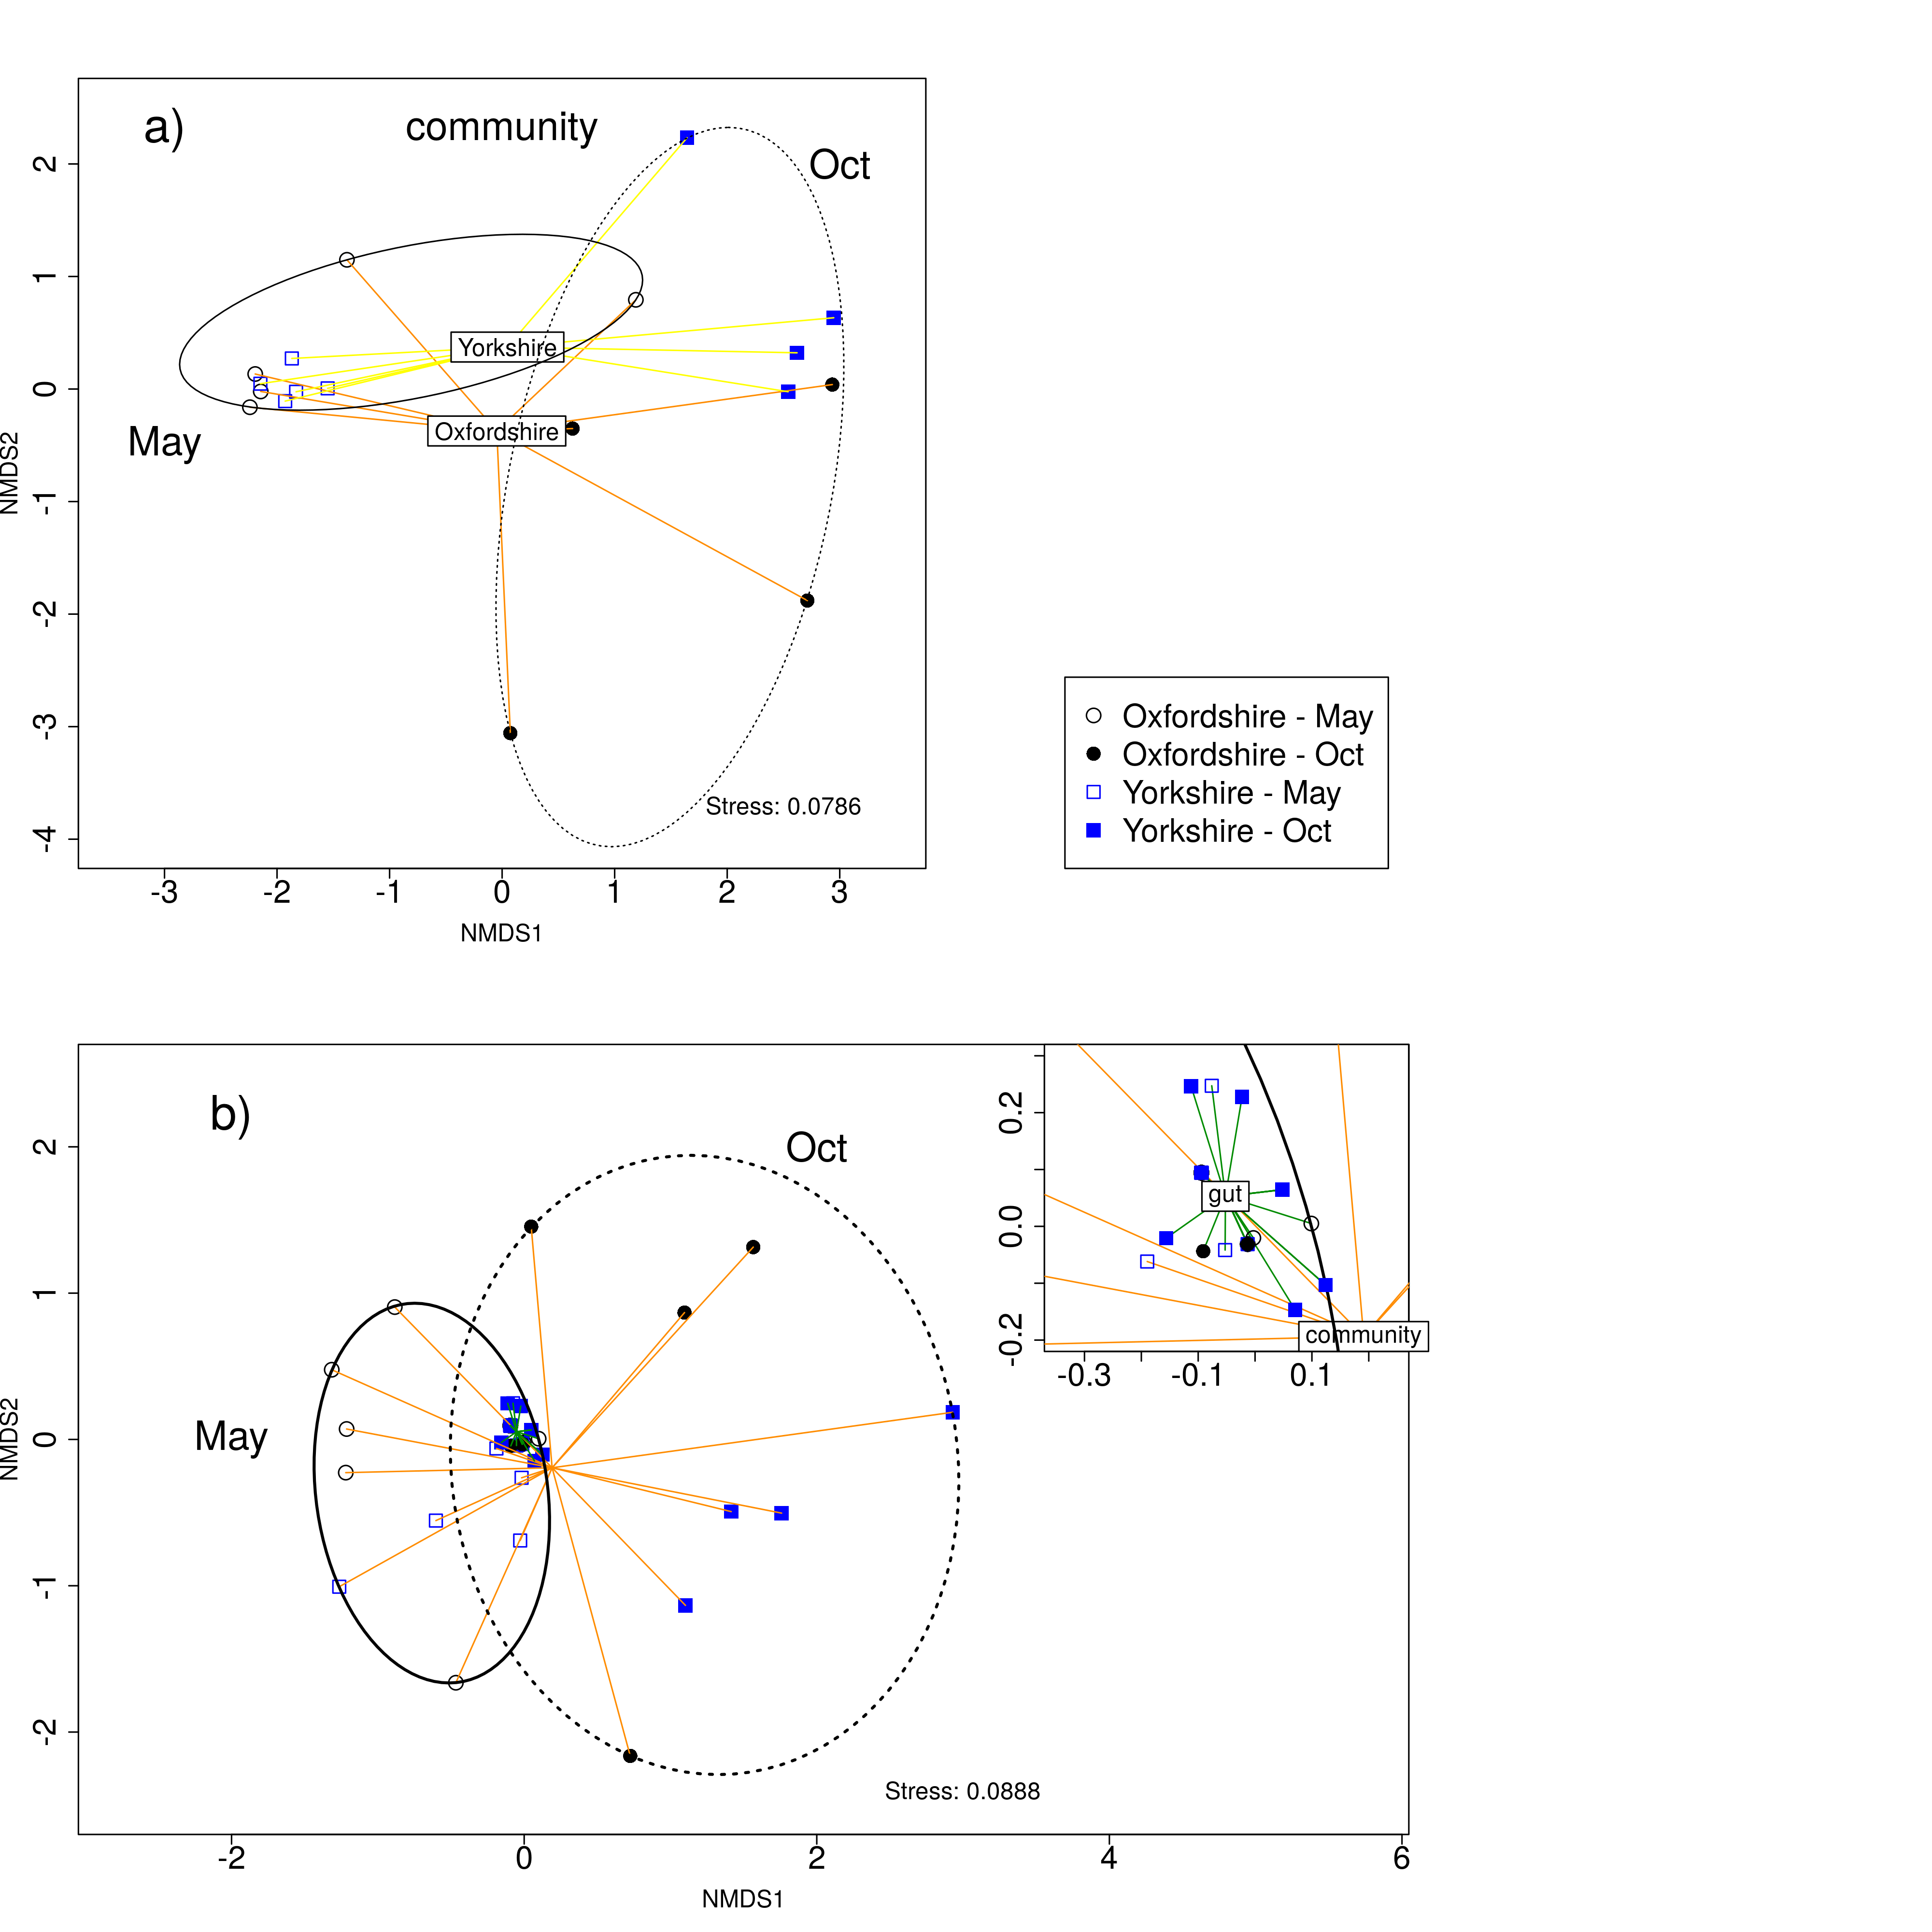 a)
community
Oct
Yorkshire
Oxfordshire
May
Stress: 0.0786
2
1
0
-1
-2
-3
-4
NMDS2
-3
-2
-1
0
1
2
3
NMDS1
Oxfordshire - May
Oxfordshire - Oct
Yorkshire - May
Yorkshire - Oct
b)
Oct
May
Stress: 0.0888
2
1
0
-1
-2
NMDS2
-2
0
2
4
6
NMDS1
gut
community
0.2
0.0
-0.2
-0.3
-0.1
0.1